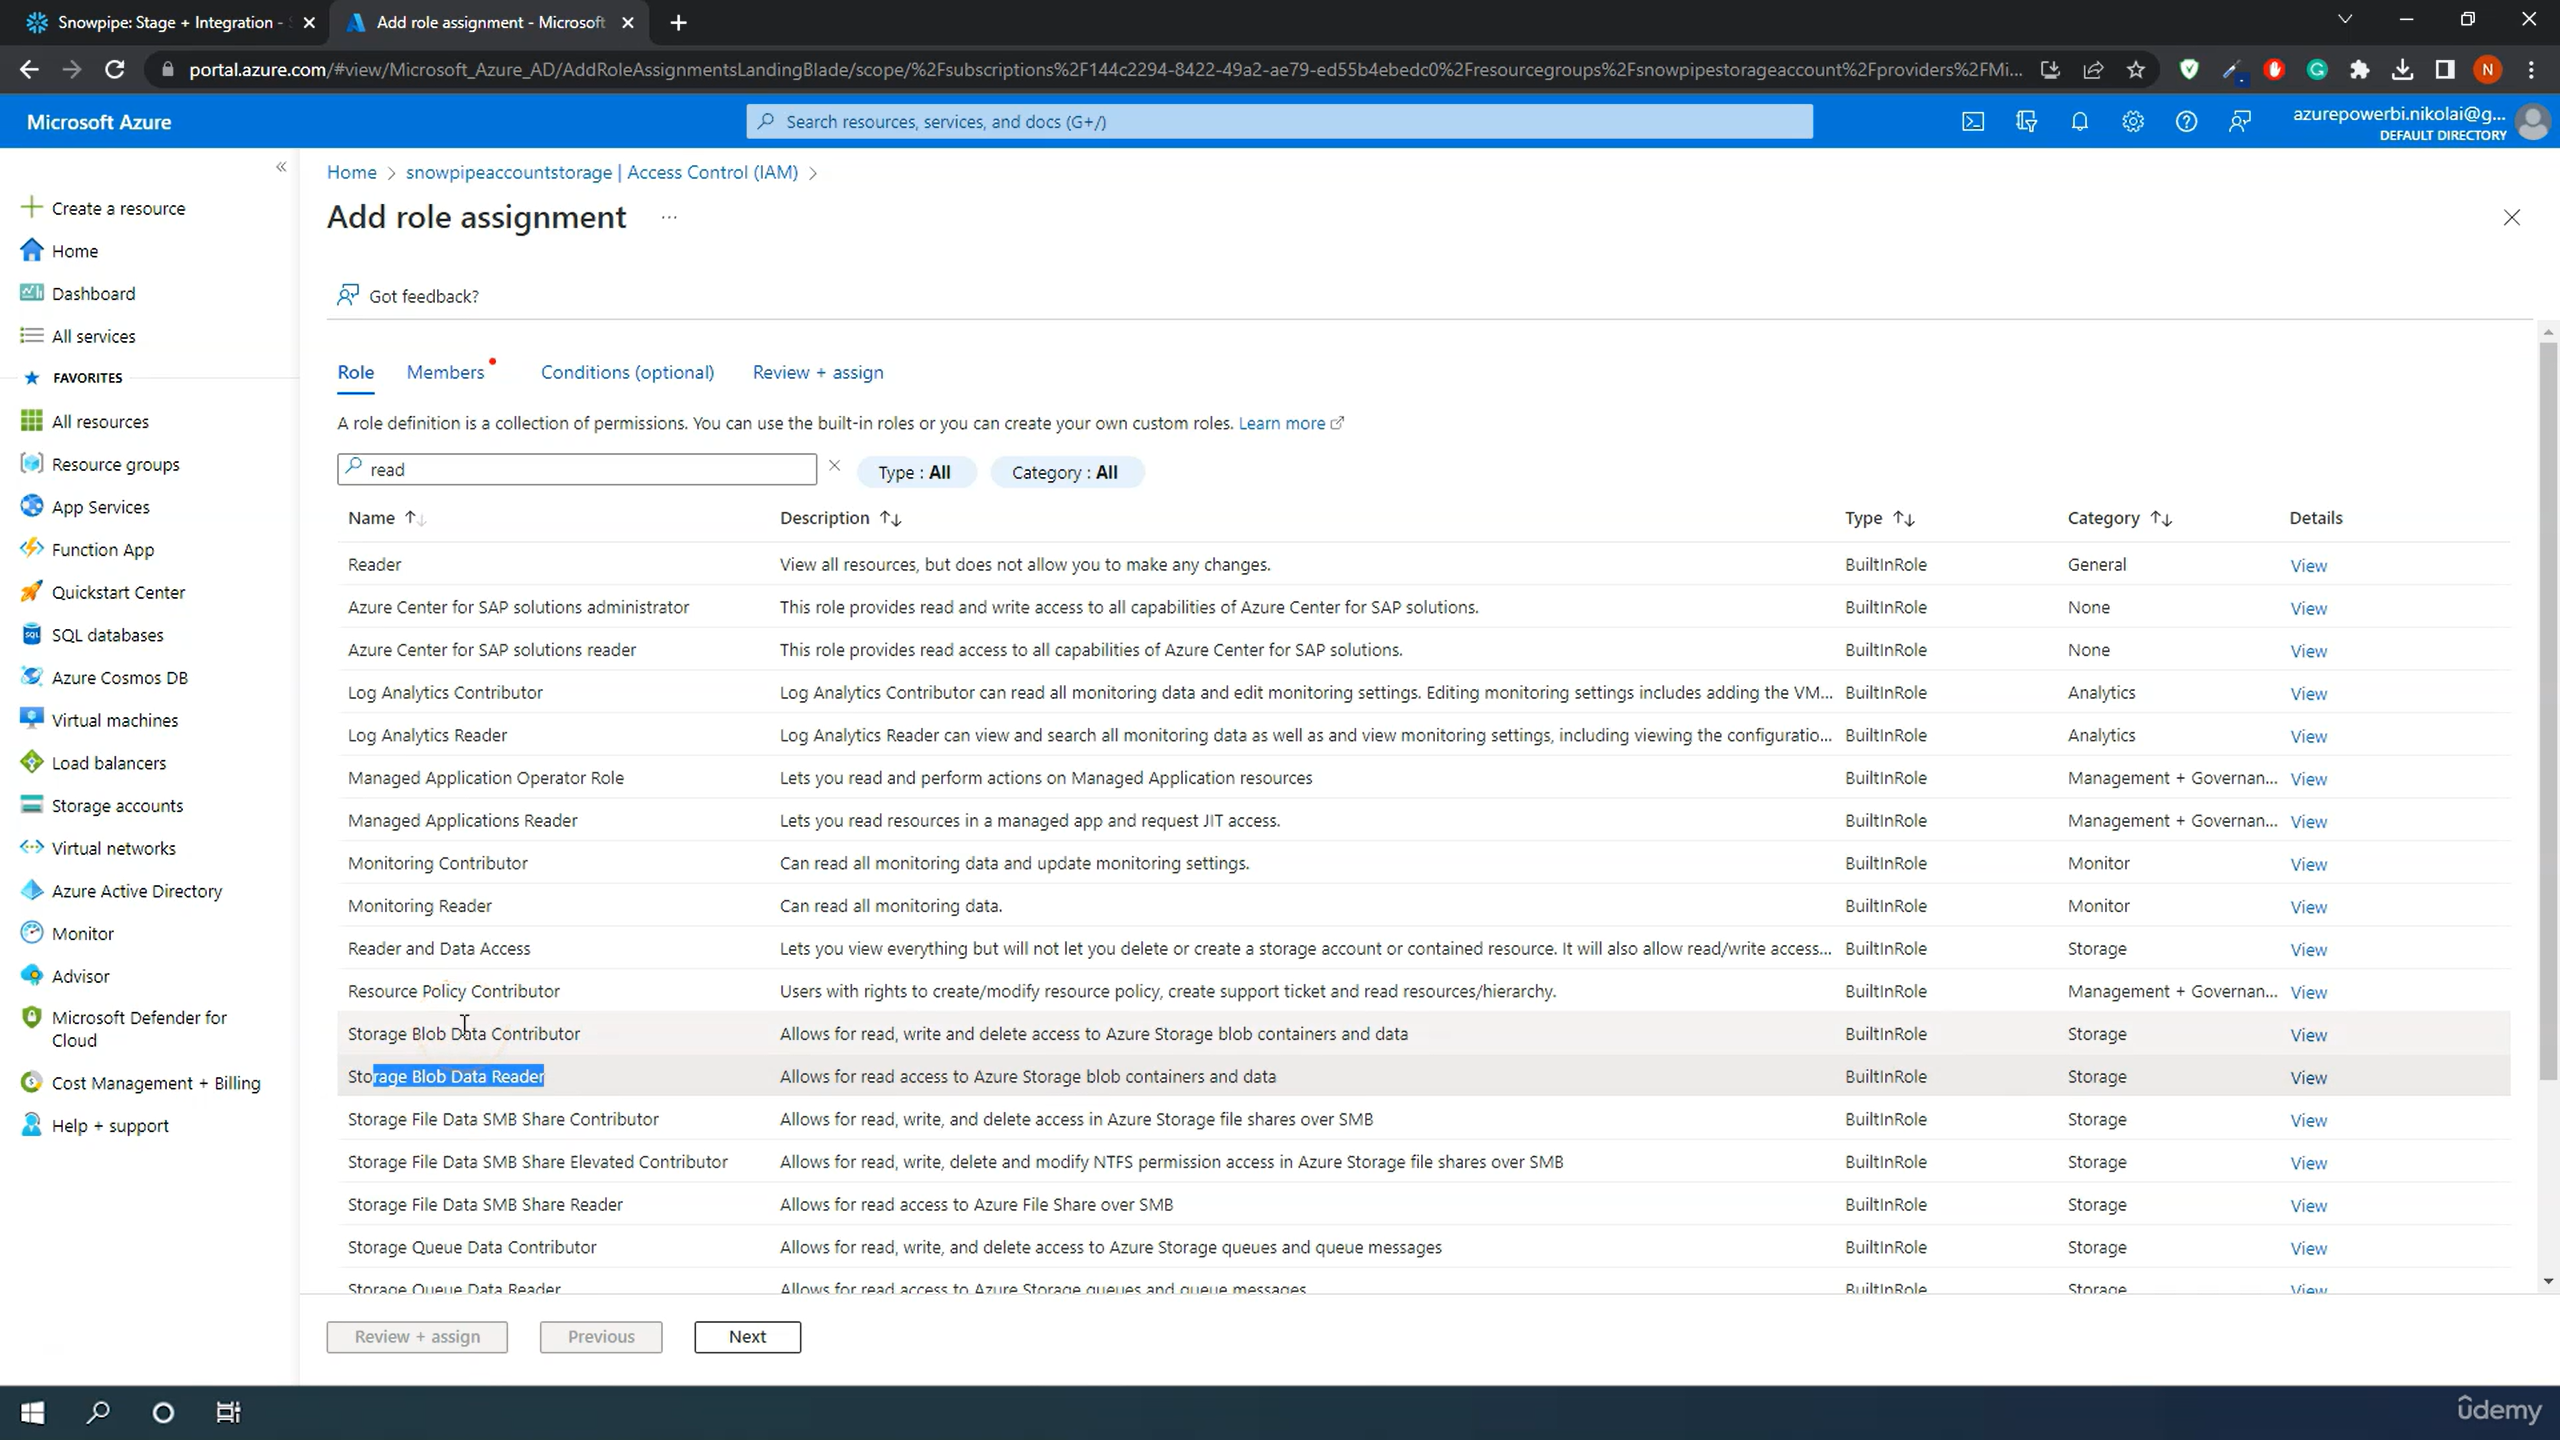 Snowpipe: Stage + Integration - S
Add role assignment - Microsoft
portal.azure.com/#view/Microsoft_Azure_AD/AddRoleAssignmentsLandingBlade/scope/%2Fsubscriptions%2F144c2294-8422-49a2-ae79-ed55b4ebedc0%2Fresourcegroups%2Fsnowpipestorageaccount%2Fproviders%2FMi...
N
Microsoft Azure
Search resources, services, and docs (G+/)
azurepowerbi.nikolai@g...
DEFAULT DIRECTORY
Create a resource
Home
Dashboard
All services
FAVORITES
All resources
Resource groups
App Services
Function App
Quickstart Center
SQL databases
Azure Cosmos DB
Virtual machines
Load balancers
Storage accounts
Virtual networks
Azure Active Directory
Monitor
Advisor
Microsoft Defender for
Cloud
Cost Management + Billing
Help + support
Home > snowpipeaccountstorage | Access Control (IAM) >
Add role assignment ...
Got feedback?
Role Members Conditions (optional) Review + assign
A role definition is a collection of permissions. You can use the built-in roles or you can create your own custom roles. Learn more
read Type : All Category : All
Name Description Type Category Details
Reader View all resources, but does not allow you to make any changes. BuiltInRole General View
Azure Center for SAP solutions administrator This role provides read and write access to all capabilities of Azure Center for SAP solutions. BuiltInRole None View
Azure Center for SAP solutions reader This role provides read access to all capabilities of Azure Center for SAP solutions. BuiltInRole None View
Log Analytics Contributor Log Analytics Contributor can read all monitoring data and edit monitoring settings. Editing monitoring settings includes adding the VM... BuiltInRole Analytics View
Log Analytics Reader Log Analytics Reader can view and search all monitoring data as well as and view monitoring settings, including viewing the configuratio... BuiltInRole Analytics View
Managed Application Operator Role Lets you read and perform actions on Managed Application resources BuiltInRole Management + Governan... View
Managed Applications Reader Lets you read resources in a managed app and request JIT access. BuiltInRole Management + Governan... View
Monitoring Contributor Can read all monitoring data and update monitoring settings. BuiltInRole Monitor View
Monitoring Reader Can read all monitoring data. BuiltInRole Monitor View
Reader and Data Access Lets you view everything but will not let you delete or create a storage account or contained resource. It will also allow read/write access... BuiltInRole Storage View
Resource Policy Contributor Users with rights to create/modify resource policy, create support ticket and read resources/hierarchy. BuiltInRole Management + Governan... View
Storage Blob Data Contributor Allows for read, write and delete access to Azure Storage blob containers and data BuiltInRole Storage View
Storage Blob Data Reader Allows for read access to Azure Storage blob containers and data BuiltInRole Storage View
Storage File Data SMB Share Contributor Allows for read, write, and delete access in Azure Storage file shares over SMB BuiltInRole Storage View
Storage File Data SMB Share Elevated Contributor Allows for read, write, delete and modify NTFS permission access in Azure Storage file shares over SMB BuiltInRole Storage View
Storage File Data SMB Share Reader Allows for read access to Azure File Share over SMB BuiltInRole Storage View
Storage Queue Data Contributor Allows for read, write, and delete access to Azure Storage queues and queue messages BuiltInRole Storage View
Storage Queue Data Reader Allows for read access to Azure Storage queues and queue messages BuiltInRole Storage View
Review + assign Previous Next
ûdemy